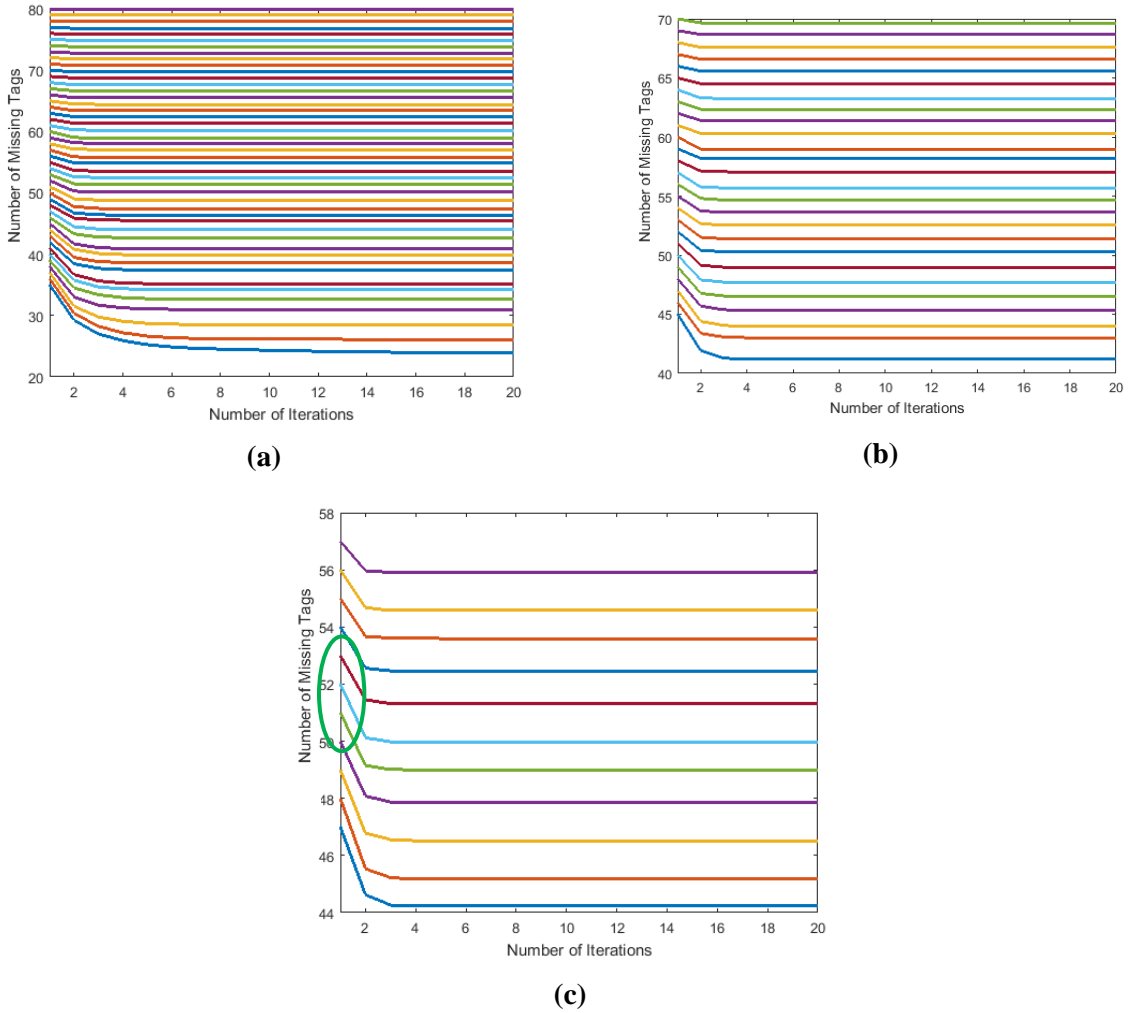 80
70
60
50
40
30
20
Number of Missing Tags
2 4 6 8 10 12 14 16 18 20
Number of Iterations
(a)
70
65
60
55
50
45
40
Number of Missing Tags
2 4 6 8 10 12 14 16 18 20
Number of Iterations
(b)
58
56
54
52
50
48
46
44
Number of Missing Tags
2 4 6 8 10 12 14 16 18 20
Number of Iterations
(c)